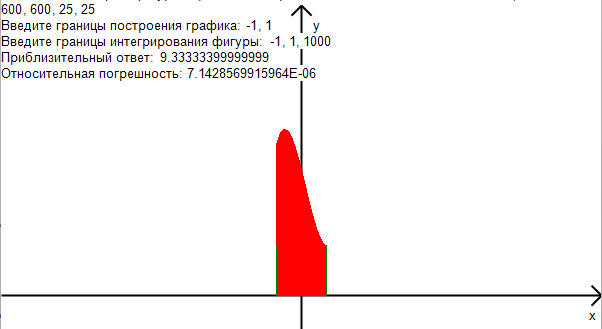 600, 600, 25, 25
Введите границы построения графика: -1, 1
y
Введите границы интегрирования фигуры: -1, 1, 1000
Приблизительный ответ: 9.33333399999999
Относительная погрешность: 7.1428569915964E-06
x